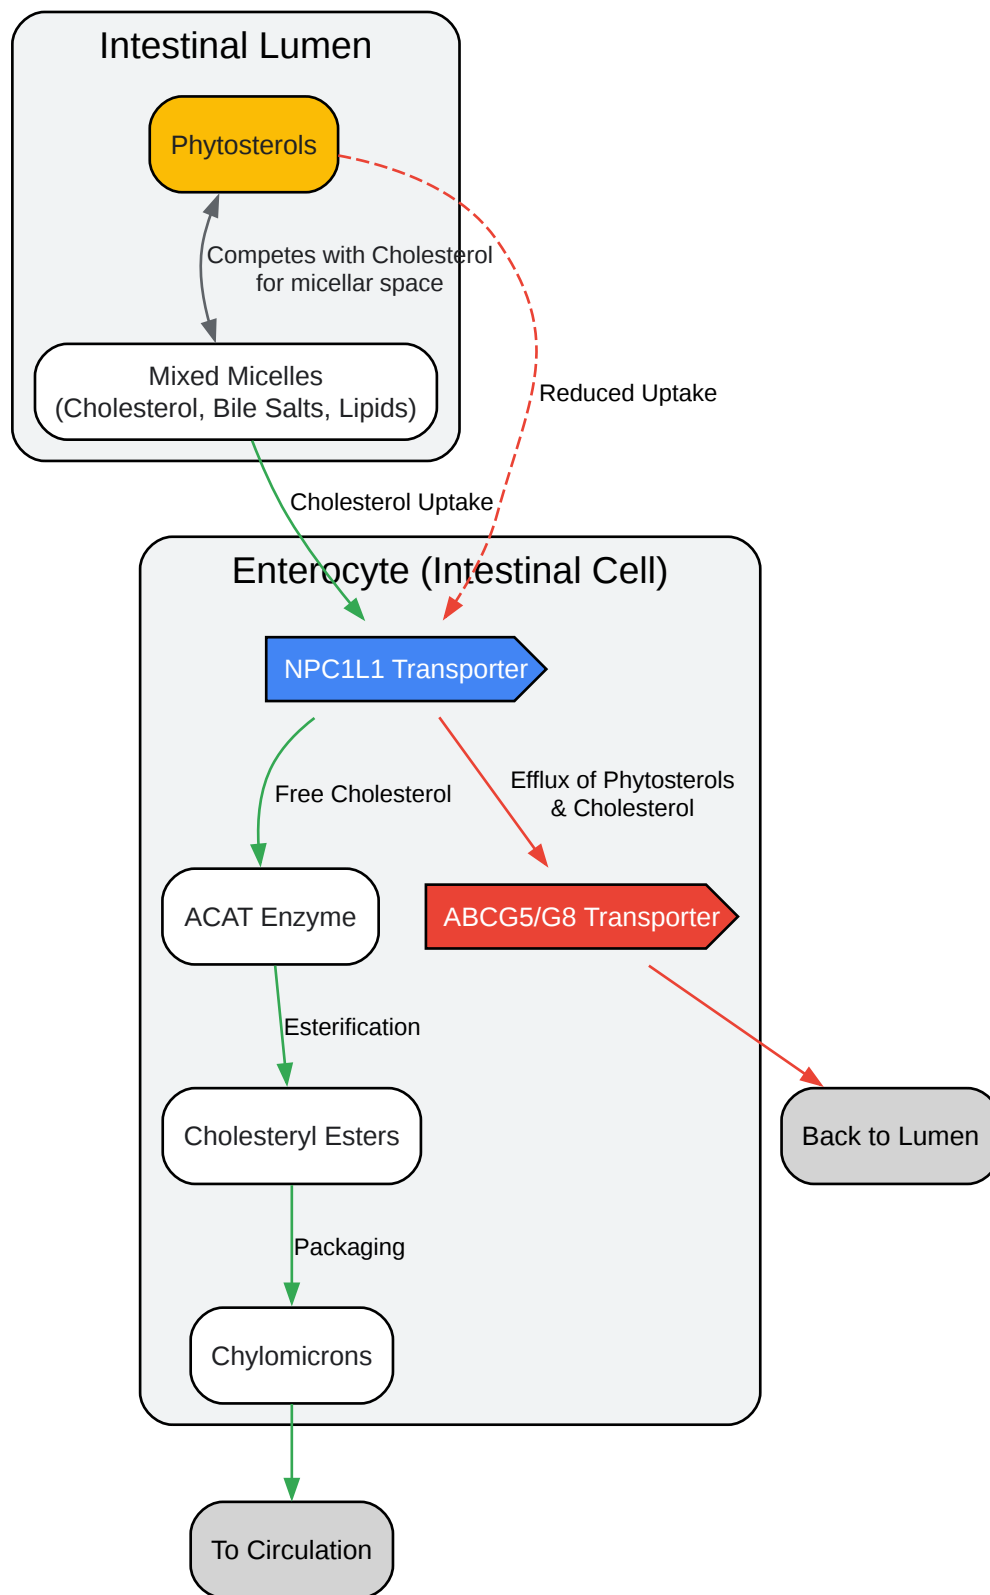 Intestinal Lumen
Phytosterols
Competes with Cholesterol
for micellar space
Mixed Micelles
(Cholesterol, Bile Salts, Lipids)
Reduced Uptake
Cholesterol Uptake
Enterocyte (Intestinal Cell)
NPC1L1 Transporter
Free Cholesterol
Efflux of Phytosterols
& Cholesterol
ACAT Enzyme
ABCG5/G8 Transporter
Esterification
Cholesteryl Esters
Back to Lumen
Packaging
Chylomicrons
To Circulation